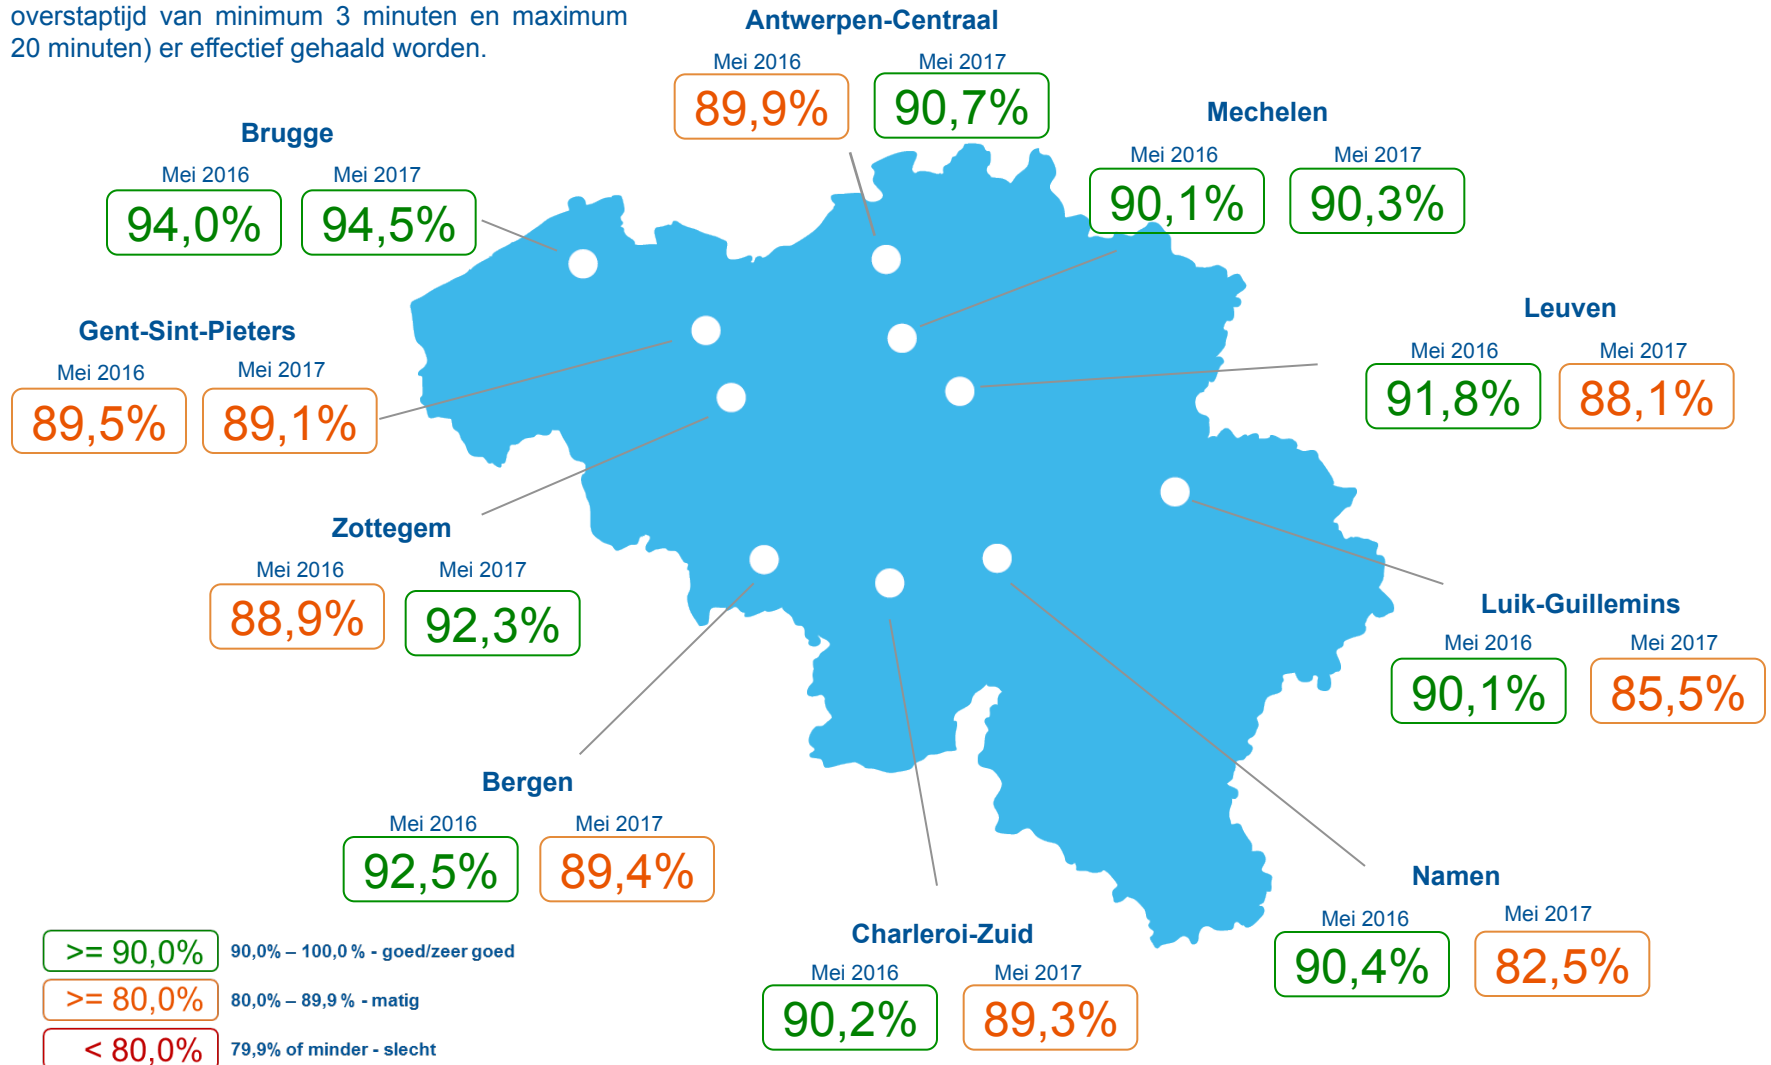 overstaptijd van minimum 3 minuten en maximum
20 minuten) er effectief gehaald worden.
Antwerpen-Centraal
Mei 2016 Mei 2017
89,9% 90,7%
Mechelen
Mei 2016 Mei 2017
90,1% 90,3%
Brugge
Mei 2016 Mei 2017
94,0% 94,5%
Leuven
Mei 2016 Mei 2017
91,8% 88,1%
Gent-Sint-Pieters
Mei 2016 Mei 2017
89,5% 89,1%
Zottegem
Mei 2016 Mei 2017
88,9% 92,3%
Luik-Guillemins
Mei 2016 Mei 2017
90,1% 85,5%
Bergen
Mei 2016 Mei 2017
92,5% 89,4%
Namen
Mei 2016 Mei 2017
90,4% 82,5%
Charleroi-Zuid
Mei 2016 Mei 2017
90,2% 89,3%
>= 90,0% 90,0% – 100,0 % - goed/zeer goed
>= 80,0% 80,0% – 89,9 % - matig
< 80,0% 79,9% of minder - slecht